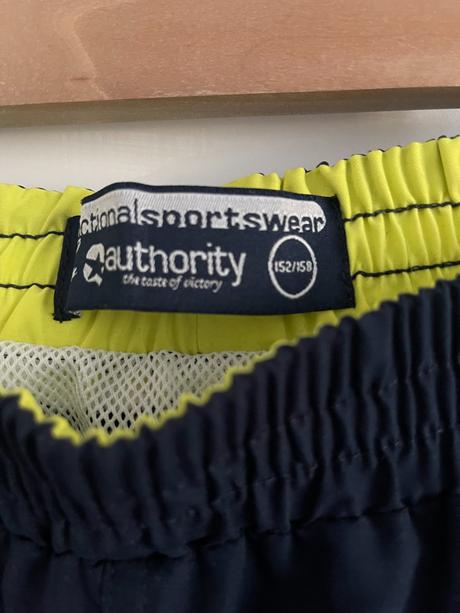 ctionalsportswear
authority
the taste of victory
152/158